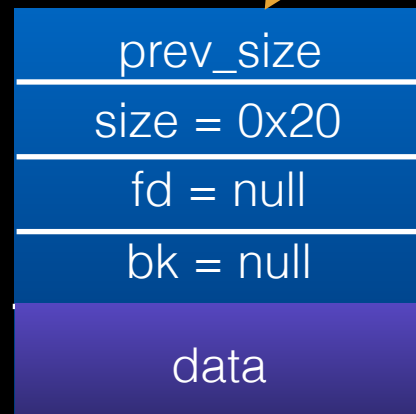 prev_size
size = 0x20
fd = null
bk = null
data